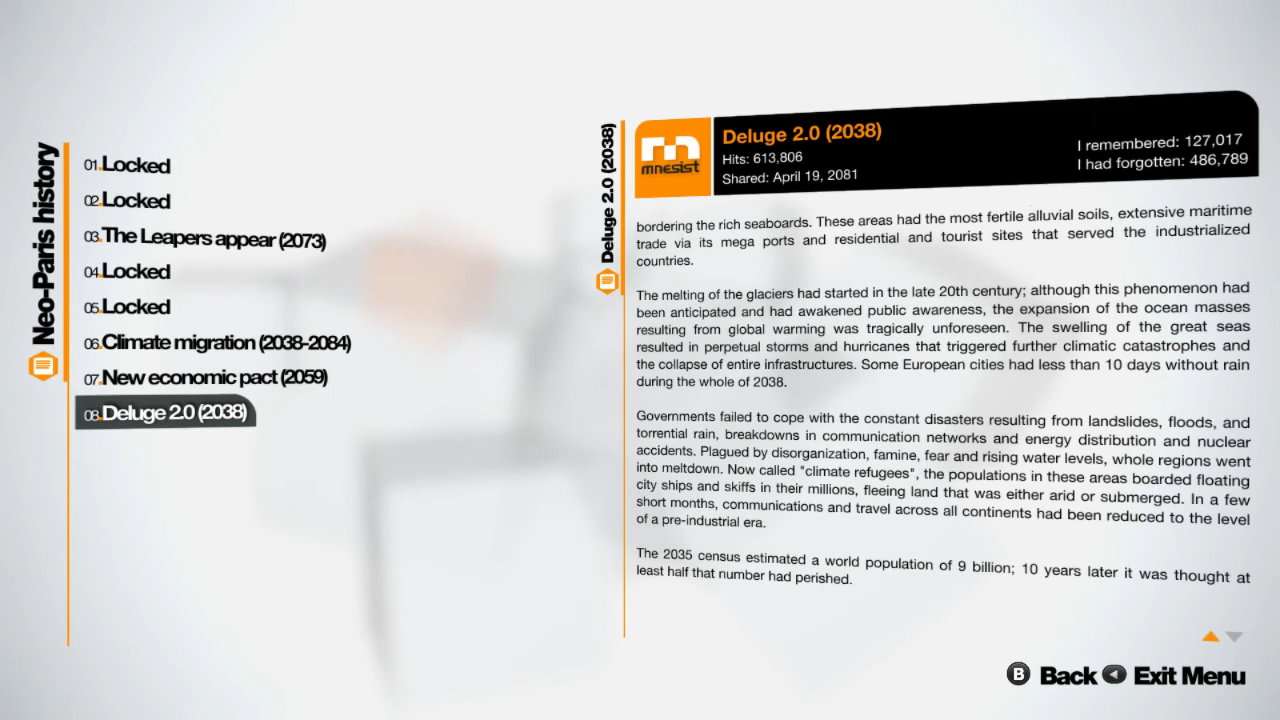 Neo-Paris history
01.Locked
02.Locked
03.The Leapers appear (2073)
04.Locked
05.Locked
06.Climate migration (2038-2084)
07.New economic pact (2059)
08.Deluge 2.0 (2038)
Deluge 2.0 (2038)
mnesist
Deluge 2.0 (2038)
Hits: 613,806
Shared: April 19, 2081
I remembered: 127,017
I had forgotten: 486,789
bordering the rich seaboards. These areas had the most fertile alluvial soils, extensive maritime
trade via its mega ports and residential and tourist sites that served the industrialized
countries.
The melting of the glaciers had started in the late 20th century; although this phenomenon had
been anticipated and had awakened public awareness, the expansion of the ocean masses
resulting from global warming was tragically unforeseen. The swelling of the great seas
resulted in perpetual storms and hurricanes that triggered further climatic catastrophes and
the collapse of entire infrastructures. Some European cities had less than 10 days without rain
during the whole of 2038.
Governments failed to cope with the constant disasters resulting from landslides, floods, and
torrential rain, breakdowns in communication networks and energy distribution and nuclear
accidents. Plagued by disorganization, famine, fear and rising water levels, whole regions went
into meltdown. Now called "climate refugees", the populations in these areas boarded floating
city ships and skiffs in their millions, fleeing land that was either arid or submerged. In a few
short months, communications and travel across all continents had been reduced to the level
of a pre-industrial era.
The 2035 census estimated a world population of 9 billion; 10 years later it was thought at
least half that number had perished.
B Back Exit Menu